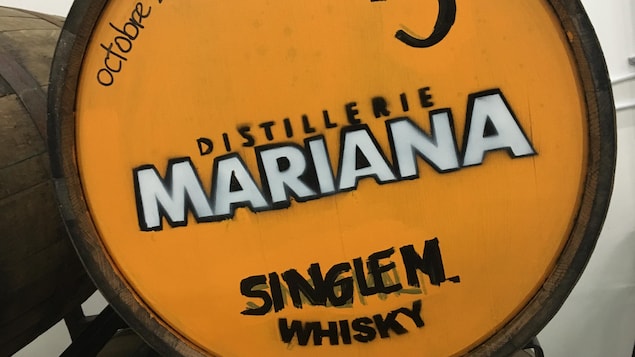 octobre
DISTILLERIE
MARIANA
SINGLE M.
WHISKY